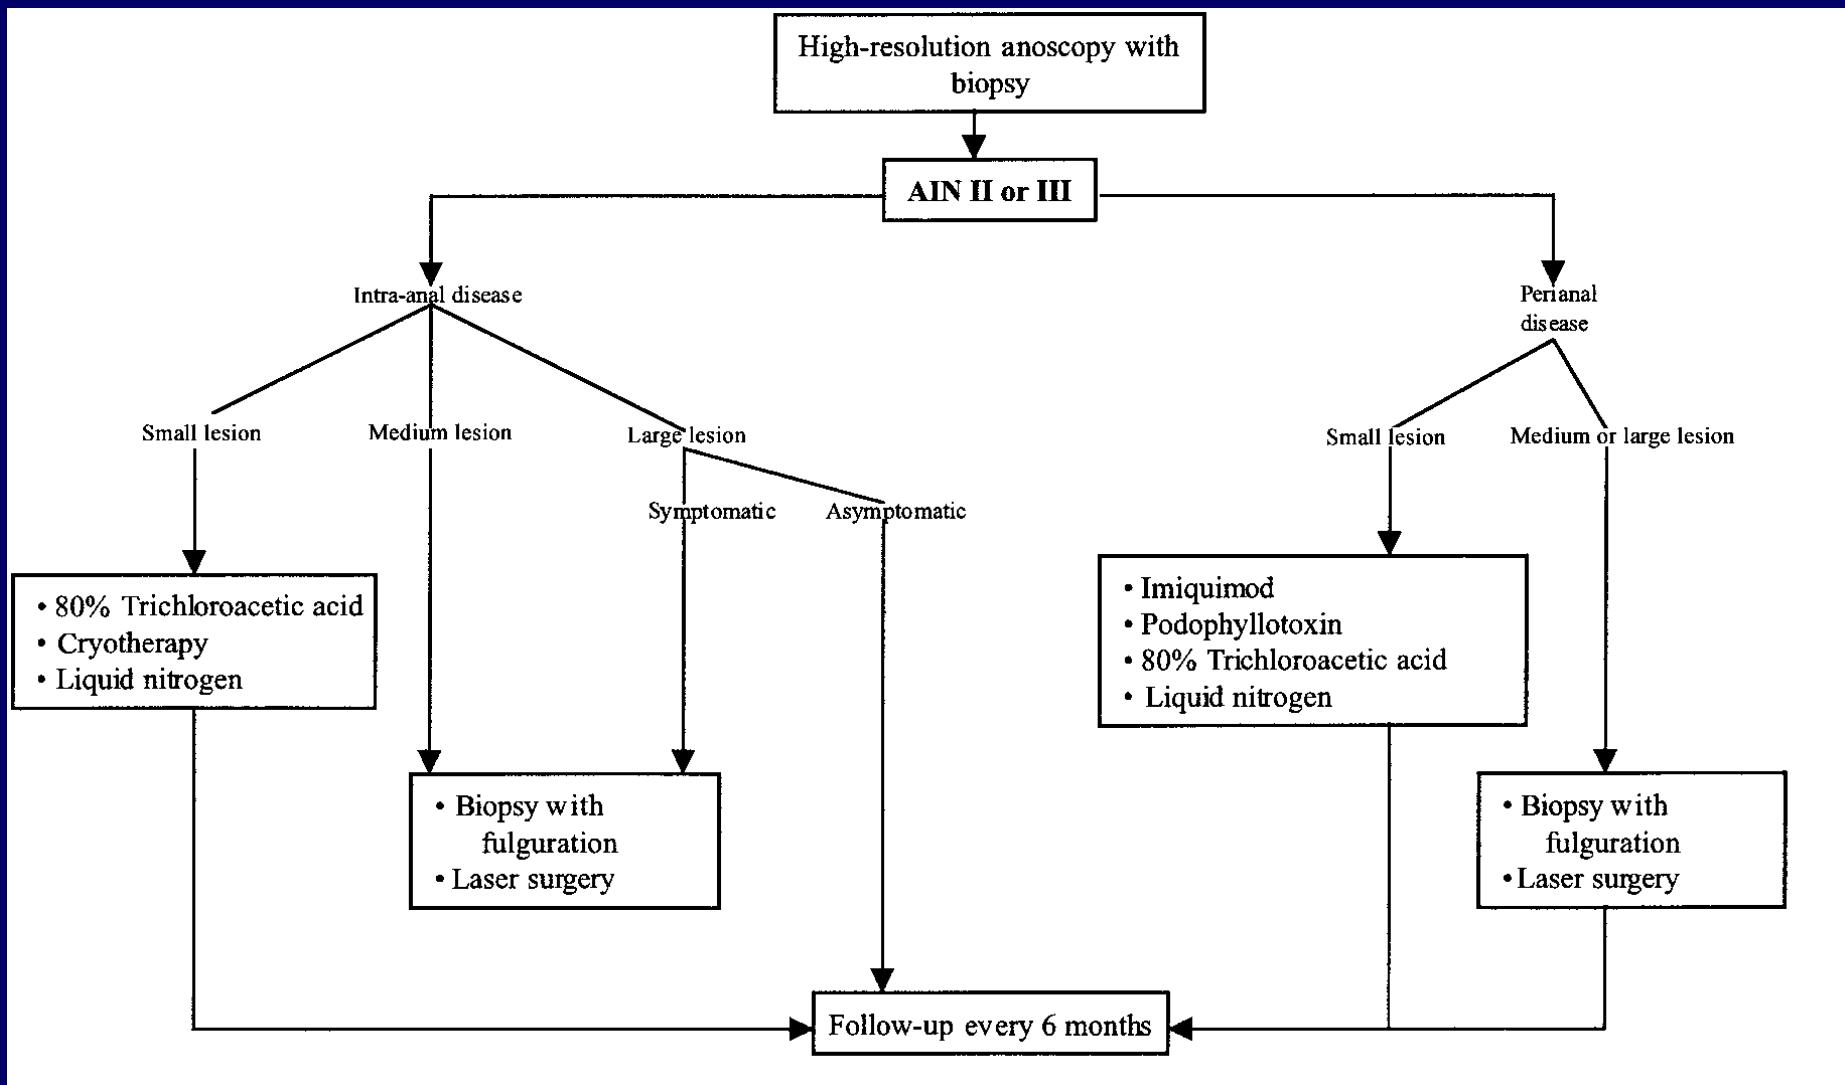 High-resolution anoscopy with
biopsy
AIN II or III
Intra-anal disease
Perianal
disease
Small lesion
Medium lesion
Large lesion
Small lesion
Medium or large lesion
Symptomatic
Asymptomatic
• 80% Trichloroacetic acid
• Cryotherapy
• Liquid nitrogen
• Imiquimod
• Podophyllotoxin
• 80% Trichloroacetic acid
• Liquid nitrogen
• Biopsy with
fulguration
• Laser surgery
• Biopsy with
fulguration
• Laser surgery
Follow-up every 6 months